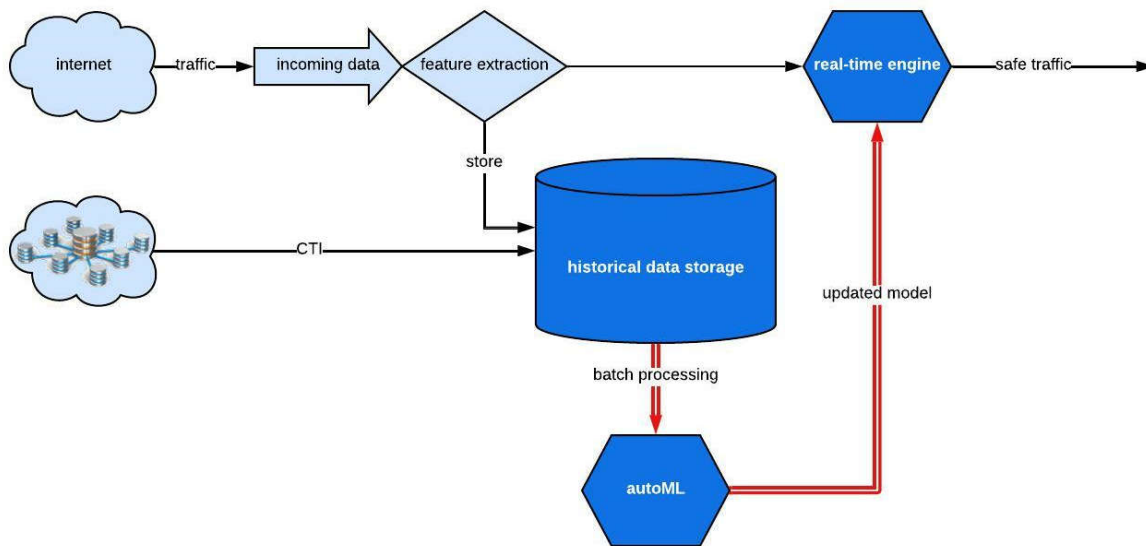 internet
traffic
incoming data
feature extraction
real-time engine
safe traffic
store
CTI
historical data storage
updated model
batch processing
autoML